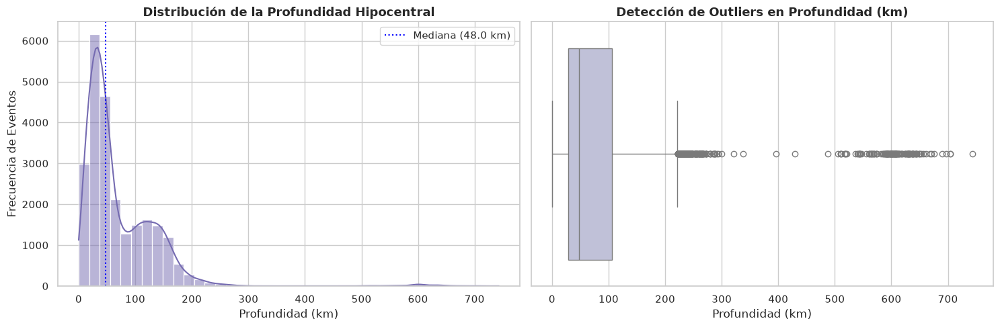 Distribución de la Profundidad Hipocentral
Mediana (48.0 km)
Frecuencia de Eventos
6000
5000
4000
3000
2000
1000
0
0 100 200 300 400 500 600 700
Profundidad (km)
Detección de Outliers en Profundidad (km)
0 100 200 300 400 500 600 700
Profundidad (km)